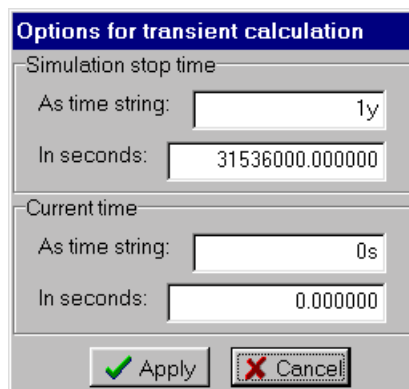 Options for transient calculation
Simulation stop time
As time string: 1y
In seconds: 31536000.000000
Current time
As time string: 0s
In seconds: 0.000000
Apply Cancel